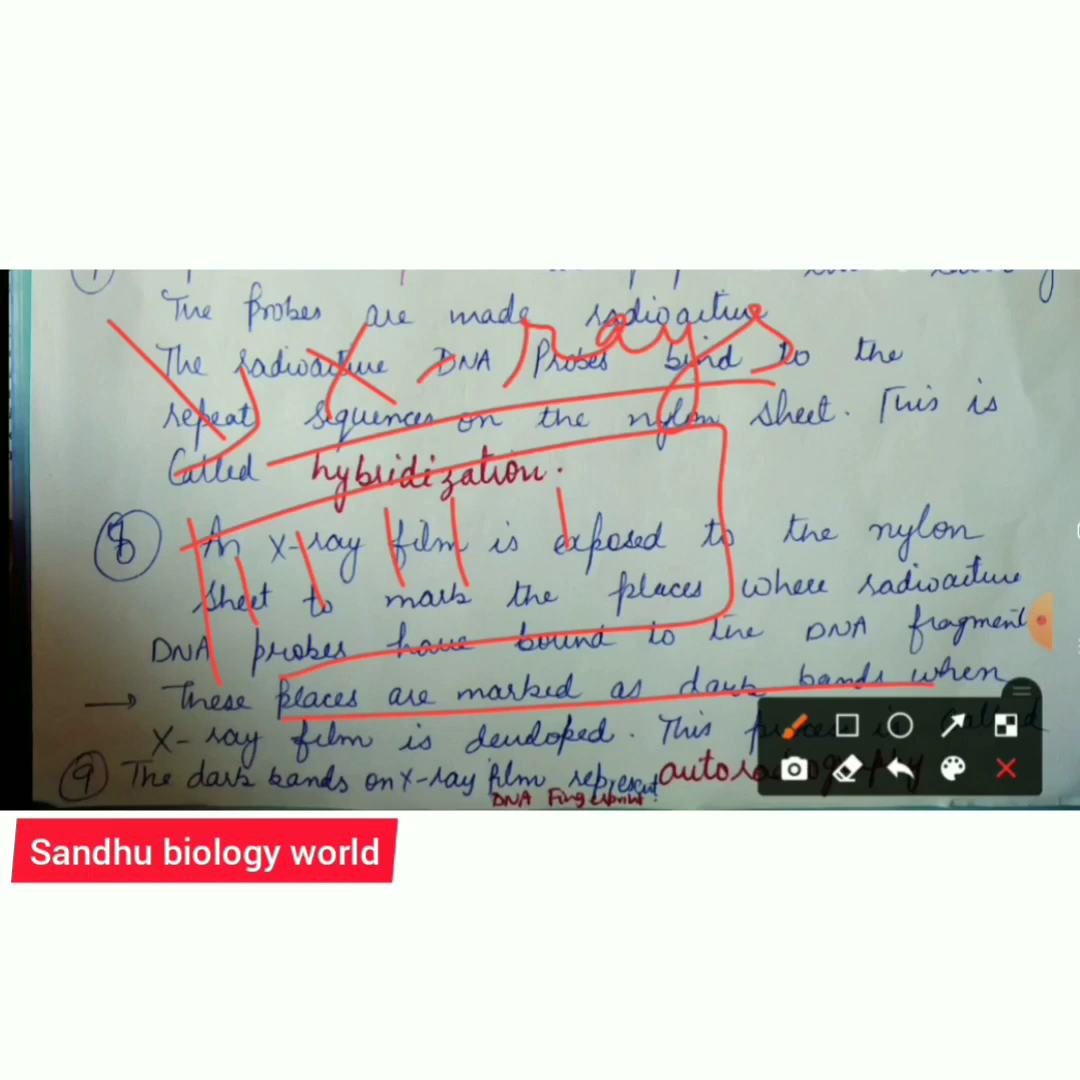 The Probes are made radioactive
The radioactive DNA Probes bind to the
repeat sequences on the nylon sheet. This is
Called hybridization.
X rays
8 An X-ray film is exposed to the nylon
sheet to mark the places where radioactive
DNA probes have bound to the DNA fragment
→ These places are marked as dark bands when
X-ray film is developed. This process is called
9 The dark bands on X-ray film represent autoradiography
DNA Fingerprint
Sandhu biology world